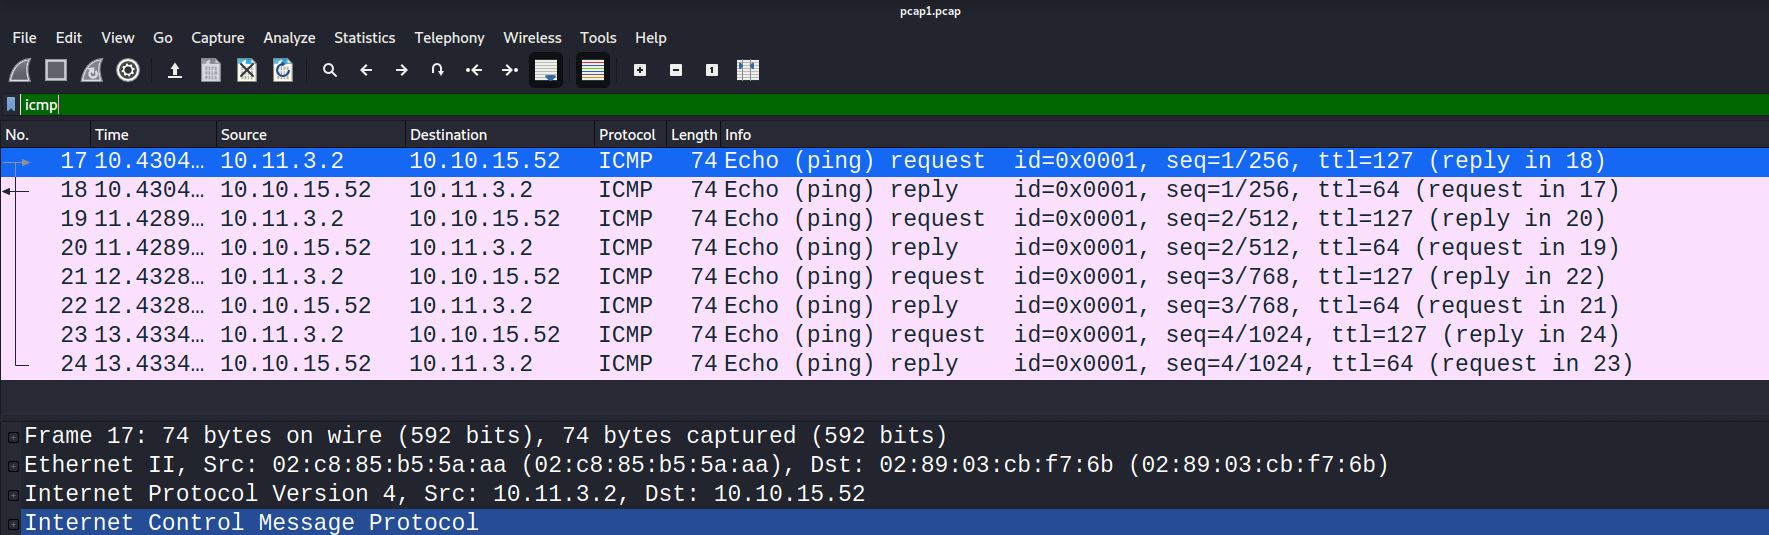 pcap1.pcap
File Edit View Go Capture Analyze Statistics Telephony Wireless Tools Help
icmp
No. Time Source Destination Protocol Length Info
17 10.4304… 10.11.3.2 10.10.15.52 ICMP 74 Echo (ping) request id=0x0001, seq=1/256, ttl=127 (reply in 18)
18 10.4304… 10.10.15.52 10.11.3.2 ICMP 74 Echo (ping) reply id=0x0001, seq=1/256, ttl=64 (request in 17)
19 11.4289… 10.11.3.2 10.10.15.52 ICMP 74 Echo (ping) request id=0x0001, seq=2/512, ttl=127 (reply in 20)
20 11.4289… 10.10.15.52 10.11.3.2 ICMP 74 Echo (ping) reply id=0x0001, seq=2/512, ttl=64 (request in 19)
21 12.4328… 10.11.3.2 10.10.15.52 ICMP 74 Echo (ping) request id=0x0001, seq=3/768, ttl=127 (reply in 22)
22 12.4328… 10.10.15.52 10.11.3.2 ICMP 74 Echo (ping) reply id=0x0001, seq=3/768, ttl=64 (request in 21)
23 13.4334… 10.11.3.2 10.10.15.52 ICMP 74 Echo (ping) request id=0x0001, seq=4/1024, ttl=127 (reply in 24)
24 13.4334… 10.10.15.52 10.11.3.2 ICMP 74 Echo (ping) reply id=0x0001, seq=4/1024, ttl=64 (request in 23)
Frame 17: 74 bytes on wire (592 bits), 74 bytes captured (592 bits)
Ethernet II, Src: 02:c8:85:b5:5a:aa (02:c8:85:b5:5a:aa), Dst: 02:89:03:cb:f7:6b (02:89:03:cb:f7:6b)
Internet Protocol Version 4, Src: 10.11.3.2, Dst: 10.10.15.52
Internet Control Message Protocol